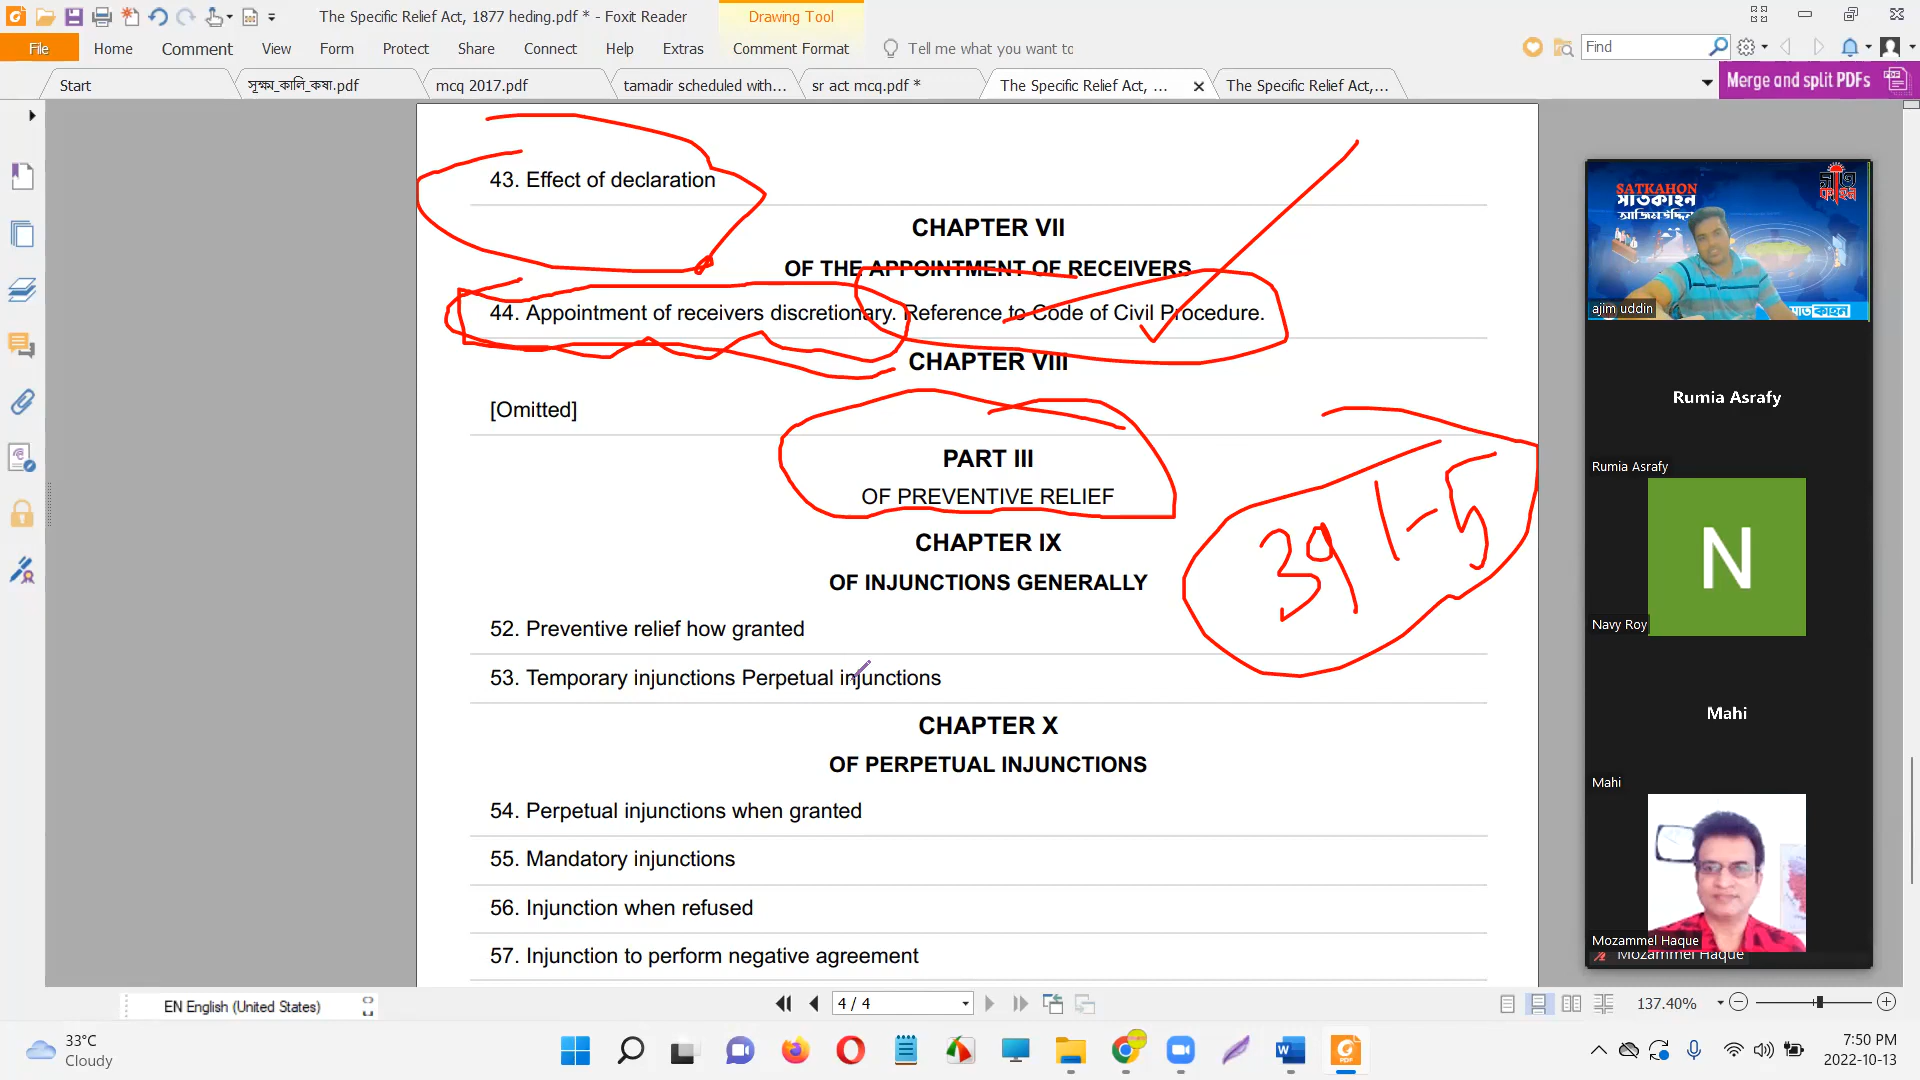 The Specific Relief Act, 1877 heding.pdf * - Foxit Reader
Drawing Tool
File
Home
Comment
View
Form
Protect
Share
Connect
Help
Extras
Comment Format
Tell me what you want to
Find
Start
সূক্ষ্ম_কালি_কষা.pdf
mcq 2017.pdf
tamadir scheduled with...
sr act mcq.pdf *
The Specific Relief Act, ...
The Specific Relief Act,...
Merge and split PDFs
43. Effect of declaration
CHAPTER VII
OF THE APPOINTMENT OF RECEIVERS
44. Appointment of receivers discretionary. Reference to Code of Civil Procedure.
CHAPTER VIII
[Omitted]
PART III
OF PREVENTIVE RELIEF
39 1-5
CHAPTER IX
OF INJUNCTIONS GENERALLY
52. Preventive relief how granted
53. Temporary injunctions Perpetual injunctions
CHAPTER X
OF PERPETUAL INJUNCTIONS
54. Perpetual injunctions when granted
55. Mandatory injunctions
56. Injunction when refused
57. Injunction to perform negative agreement
SATKAHON
সাতকাহন
আজিম উদ্দিন
সাত কাহন
ajim uddin
Rumia Asrafy
Rumia Asrafy
N
Navy Roy
Mahi
Mahi
Mozammel Haque
Mozammel Haque
EN English (United States)
4 / 4
137.40%
33°C
Cloudy
7:50 PM
2022-10-13